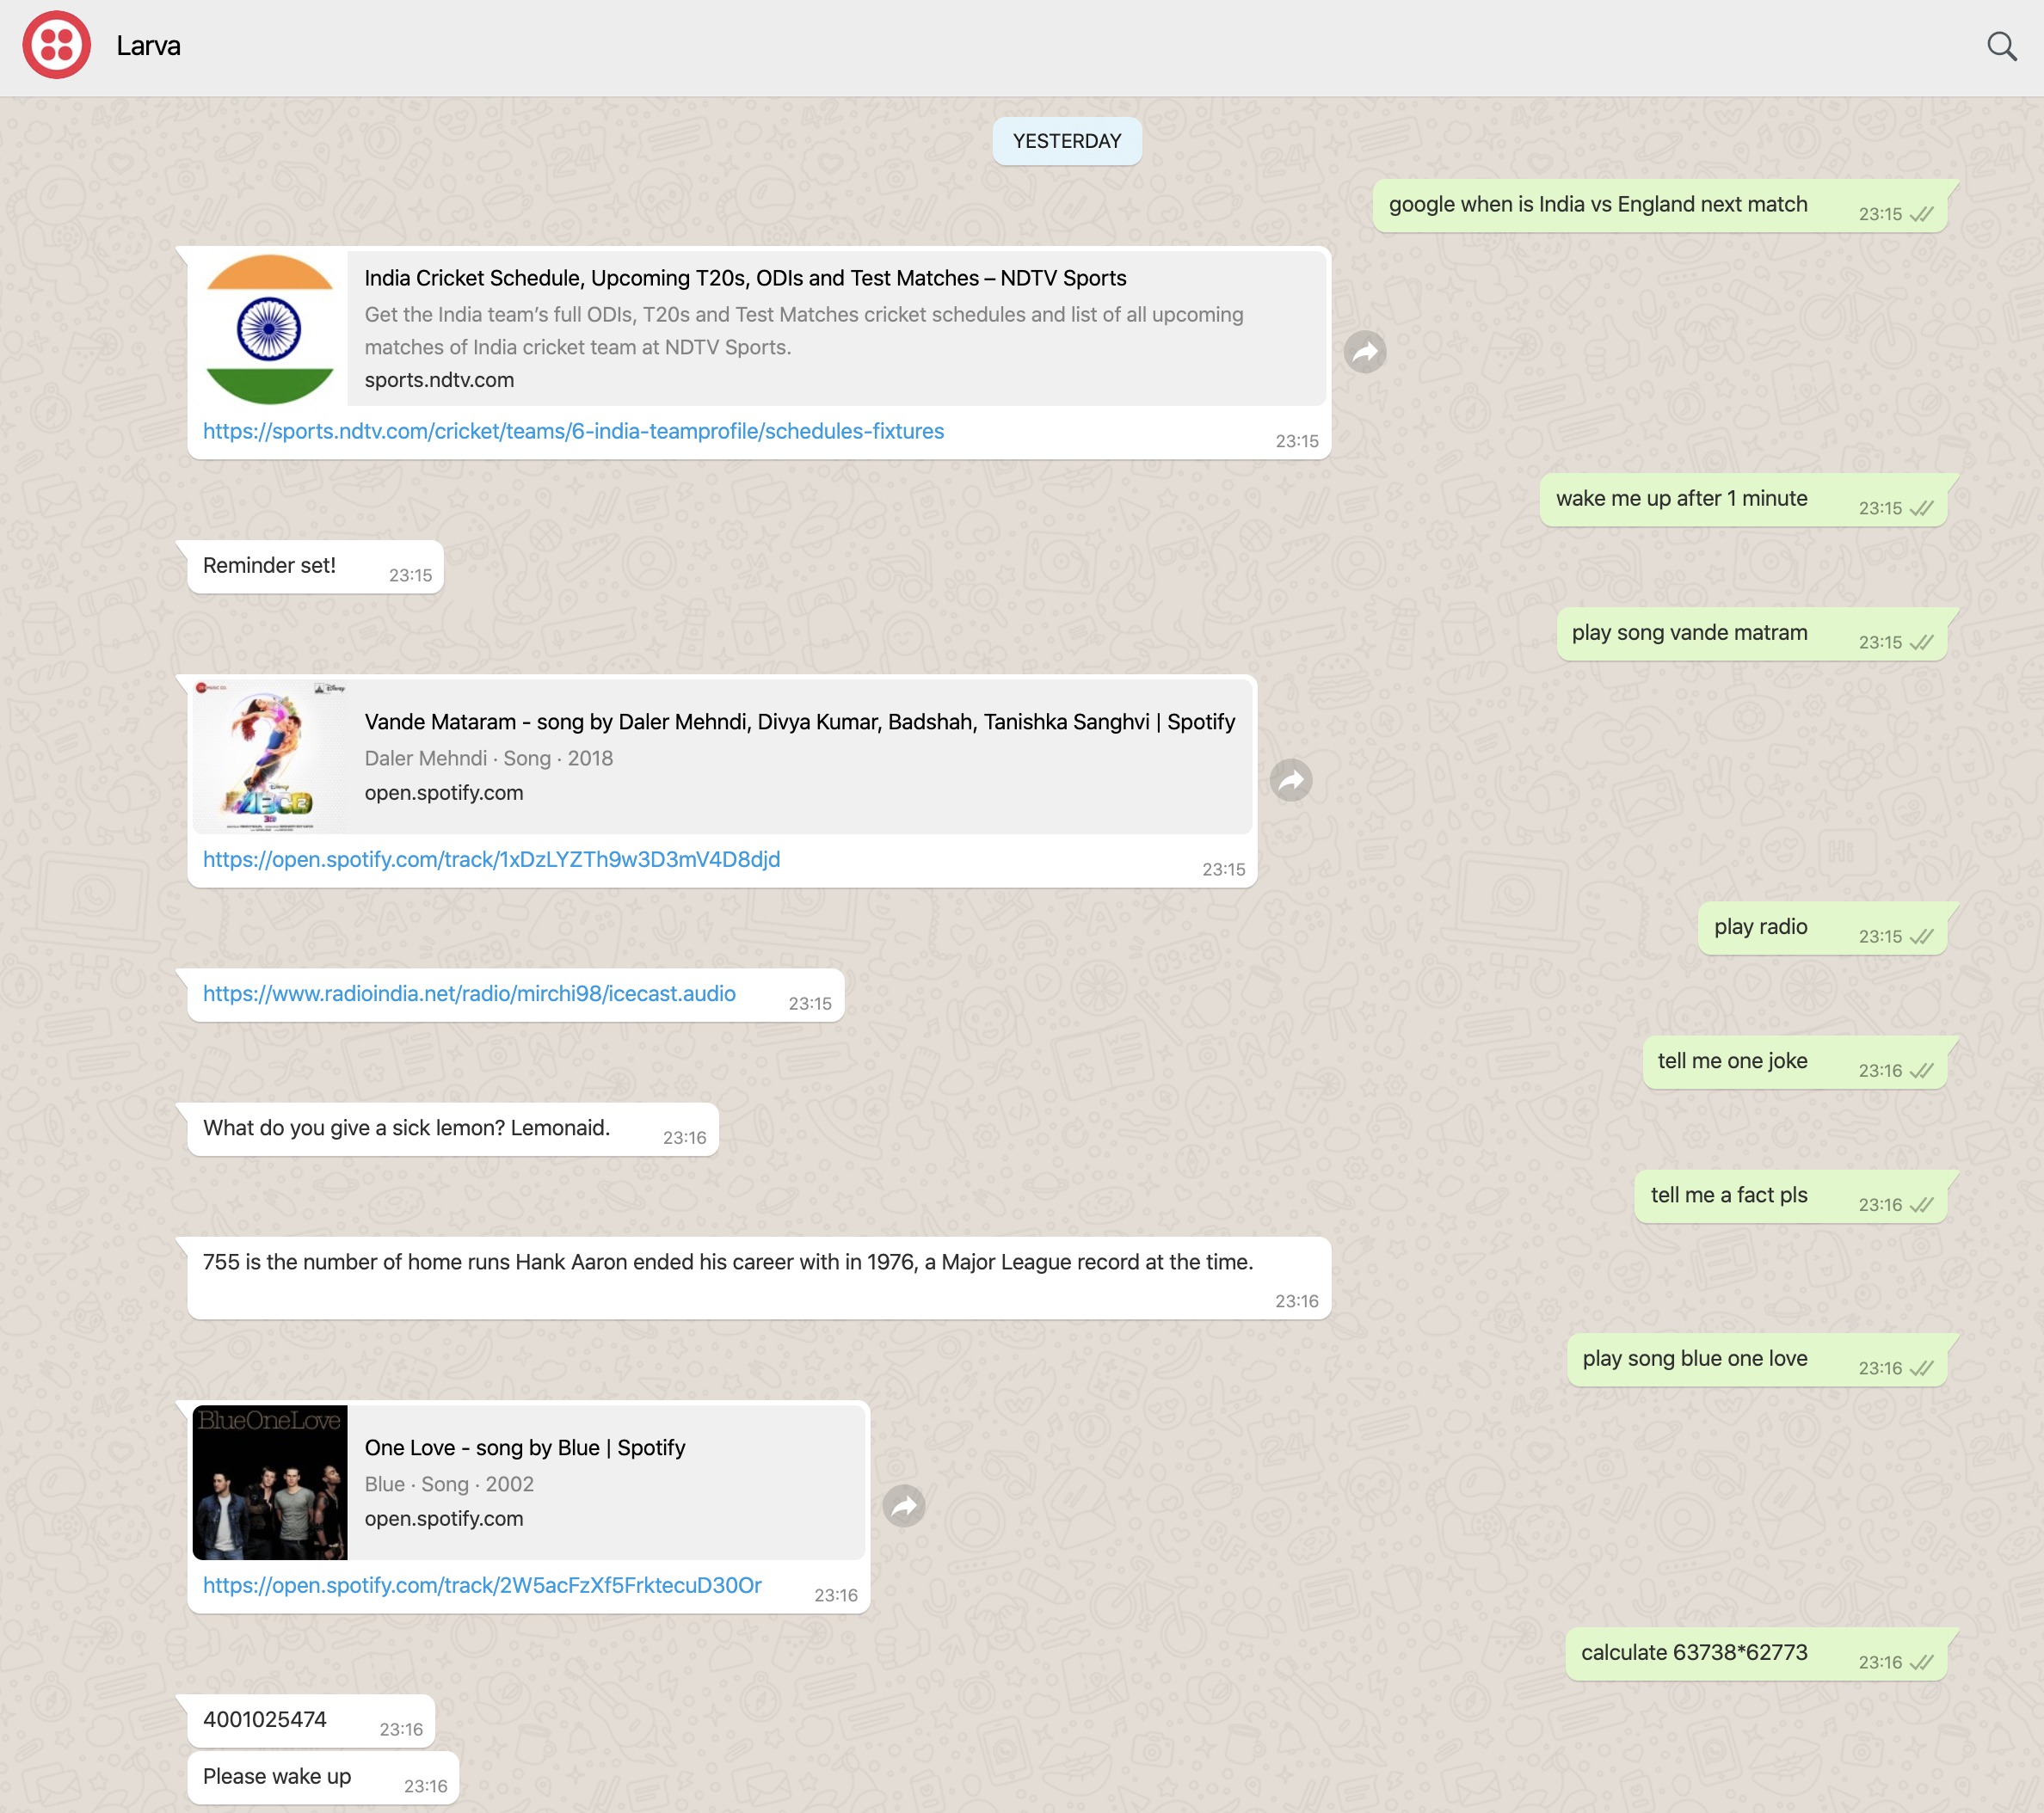 Larva
YESTERDAY
google when is India vs England next match 23:15
India Cricket Schedule, Upcoming T20s, ODIs and Test Matches – NDTV Sports
Get the India team’s full ODIs, T20s and Test Matches cricket schedules and list of all upcoming
matches of India cricket team at NDTV Sports.
sports.ndtv.com
https://sports.ndtv.com/cricket/teams/6-india-teamprofile/schedules-fixtures
23:15
wake me up after 1 minute 23:15
Reminder set! 23:15
play song vande matram 23:15
Disney
Vande Mataram - song by Daler Mehndi, Divya Kumar, Badshah, Tanishka Sanghvi | Spotify
Daler Mehndi · Song · 2018
open.spotify.com
Disney
ABCD
2
https://open.spotify.com/track/1xDzLYZTh9w3D3mV4D8djd
23:15
play radio 23:15
https://www.radioindia.net/radio/mirchi98/icecast.audio 23:15
tell me one joke 23:16
What do you give a sick lemon? Lemonaid. 23:16
tell me a fact pls 23:16
755 is the number of home runs Hank Aaron ended his career with in 1976, a Major League record at the time.
23:16
play song blue one love 23:16
BlueOneLove
One Love - song by Blue | Spotify
Blue · Song · 2002
open.spotify.com
https://open.spotify.com/track/2W5acFzXf5FrktecuD30Or 23:16
calculate 63738*62773 23:16
4001025474 23:16
Please wake up 23:16